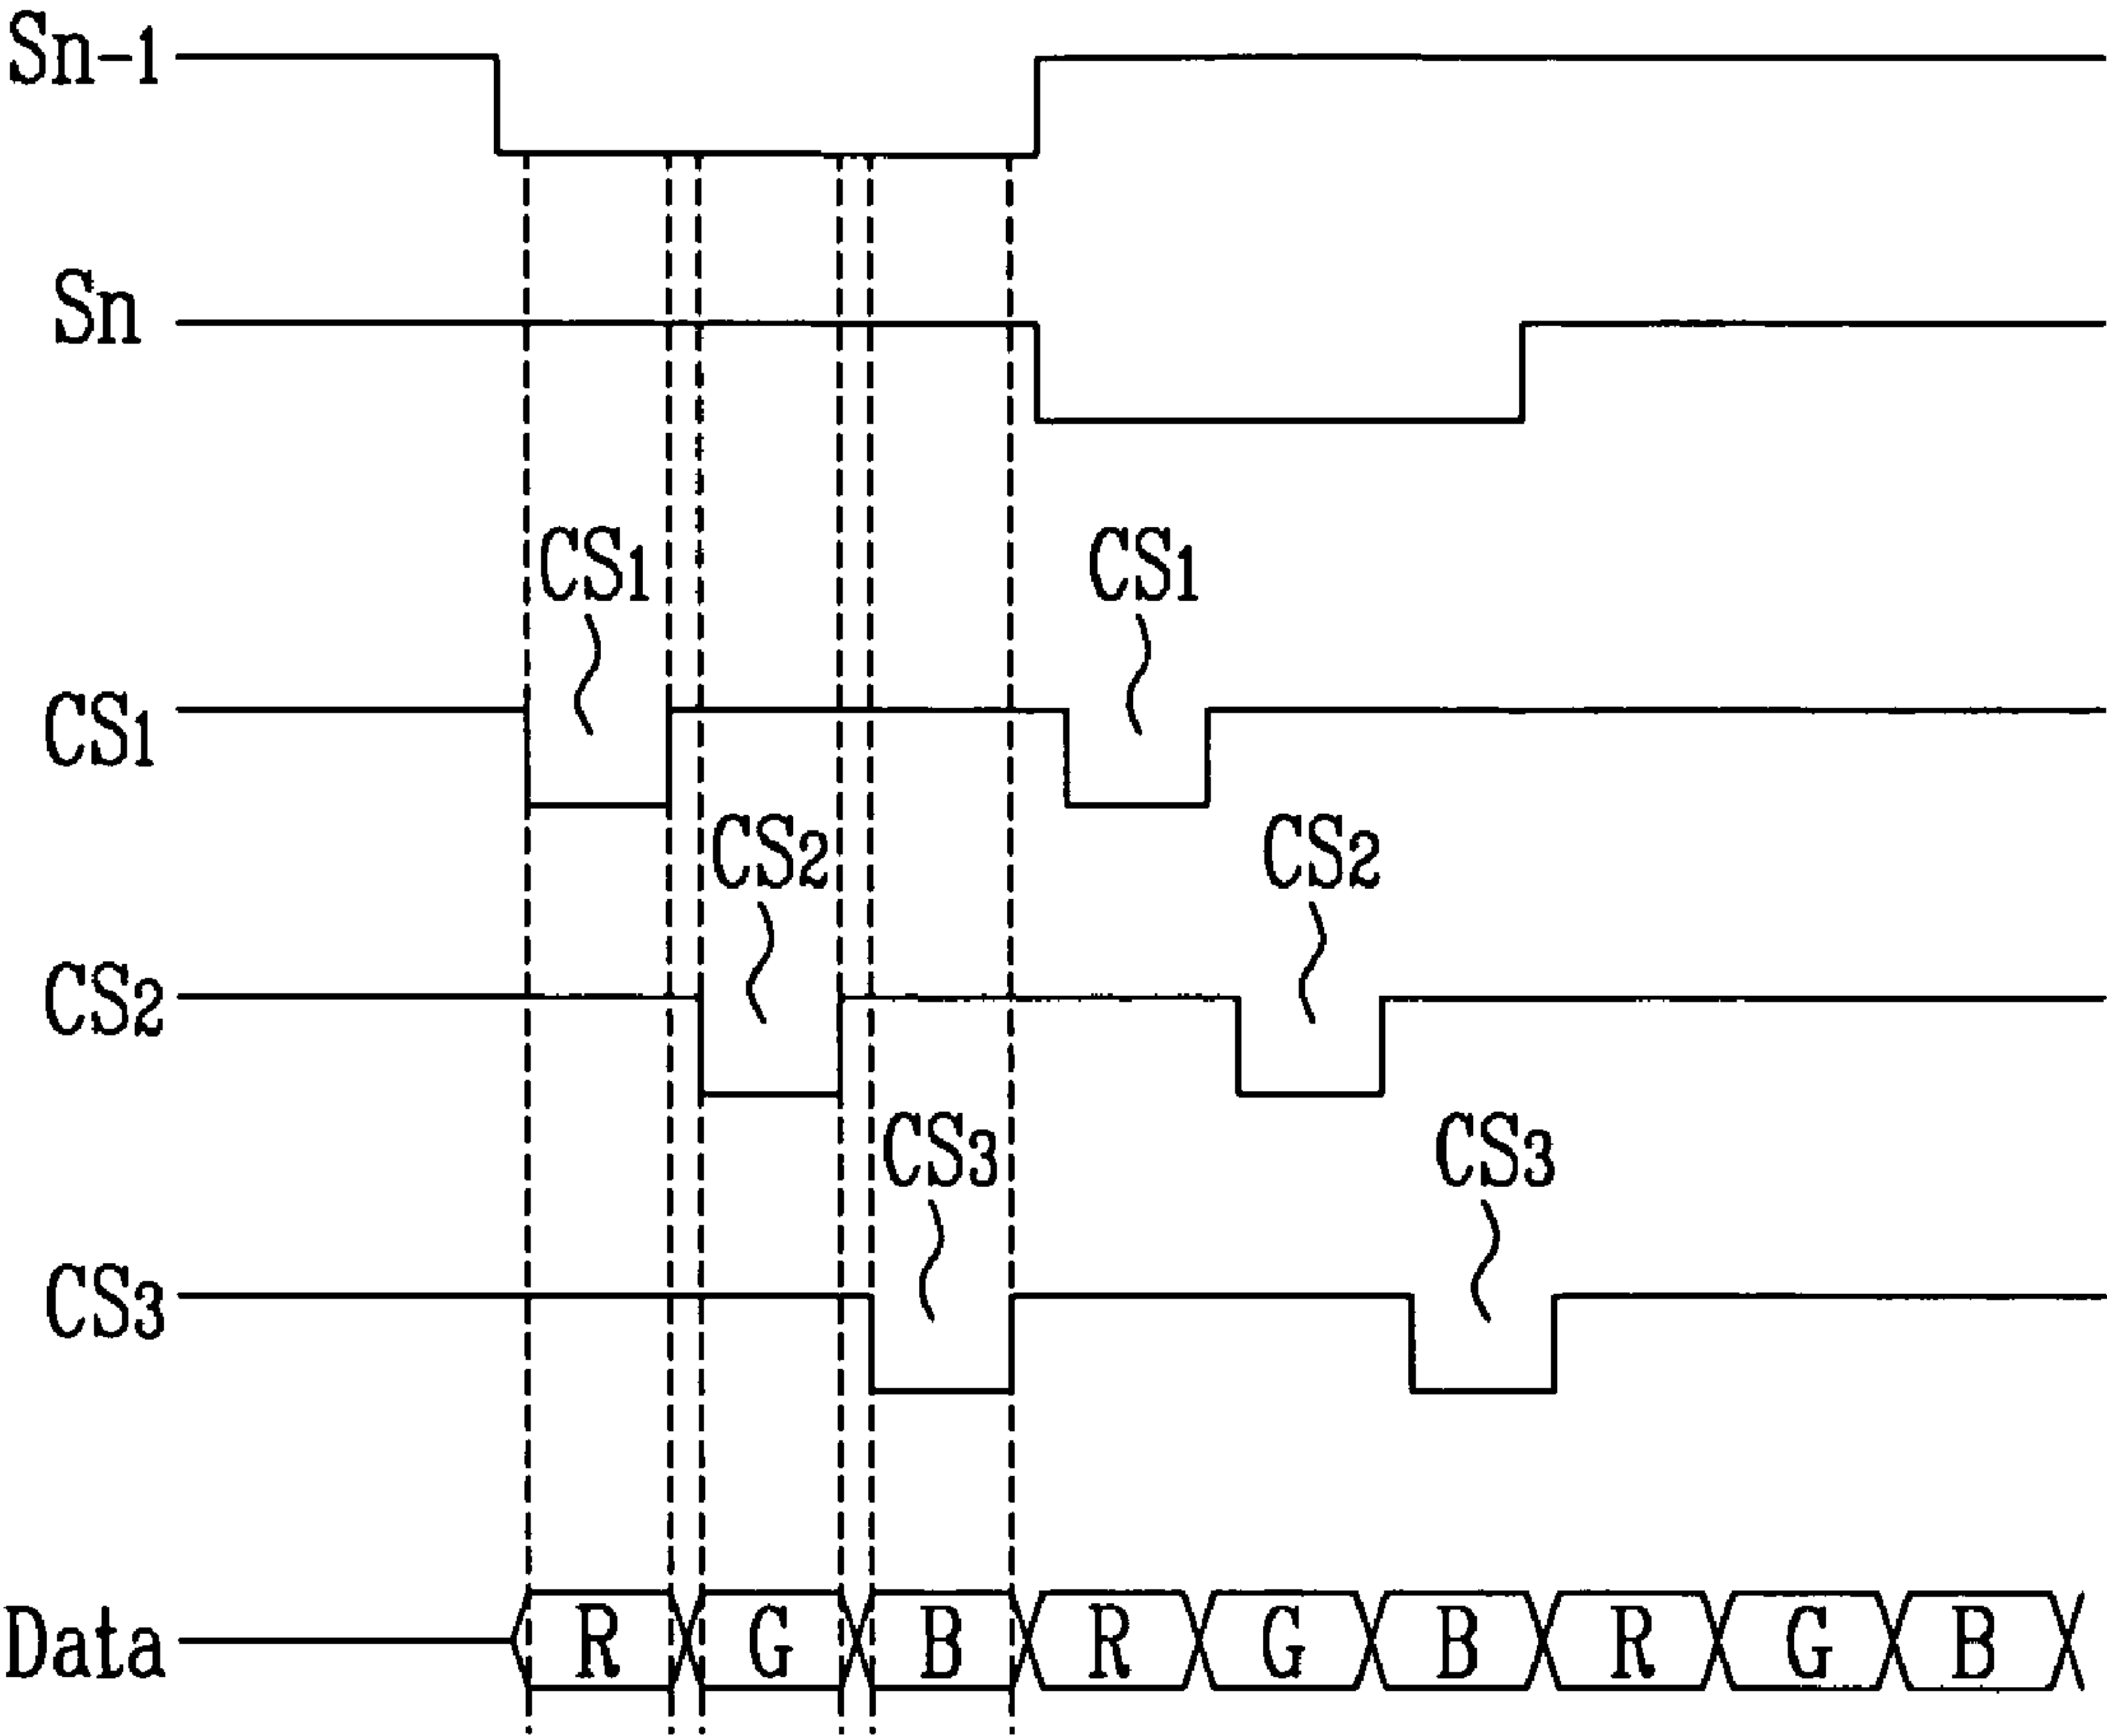 Sn-1
Sn
CS1 CS1
CS1
CS2 CS2
CS2
CS3 CS3
CS3
Data R G B R G B R G B